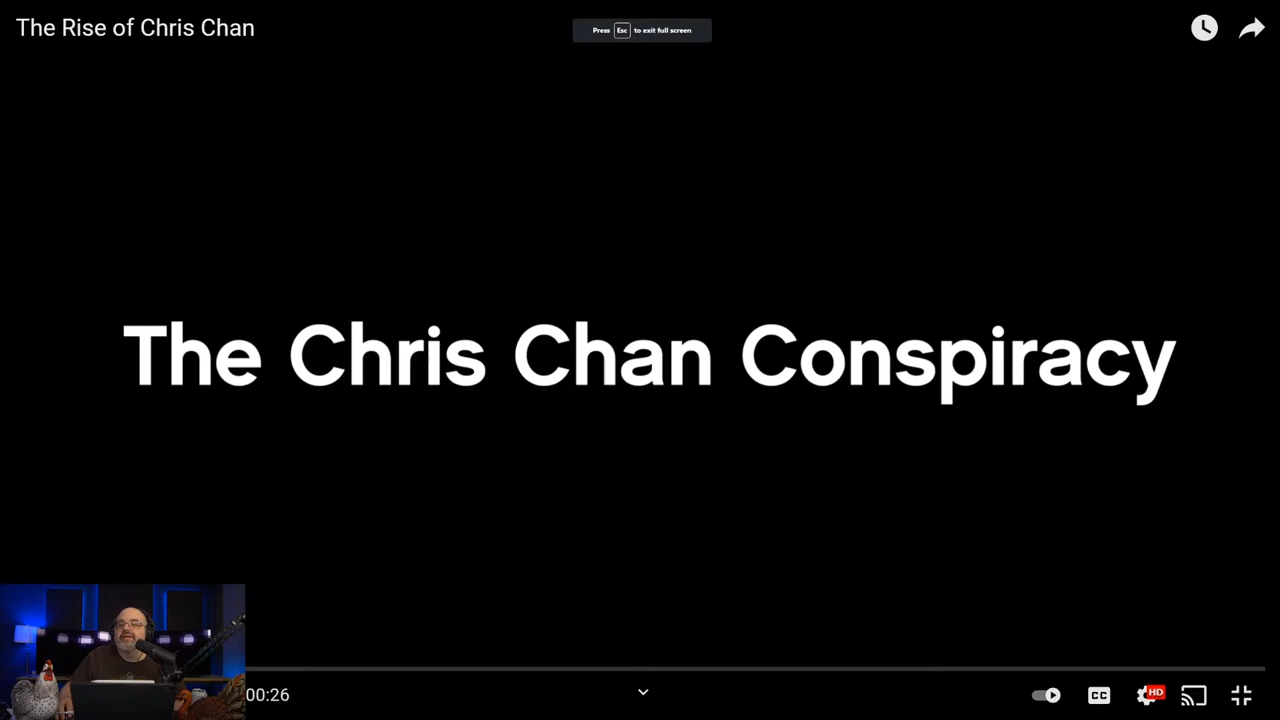 The Rise of Chris Chan
Press Esc to exit full screen
The Chris Chan Conspiracy
00:26
CC
HD